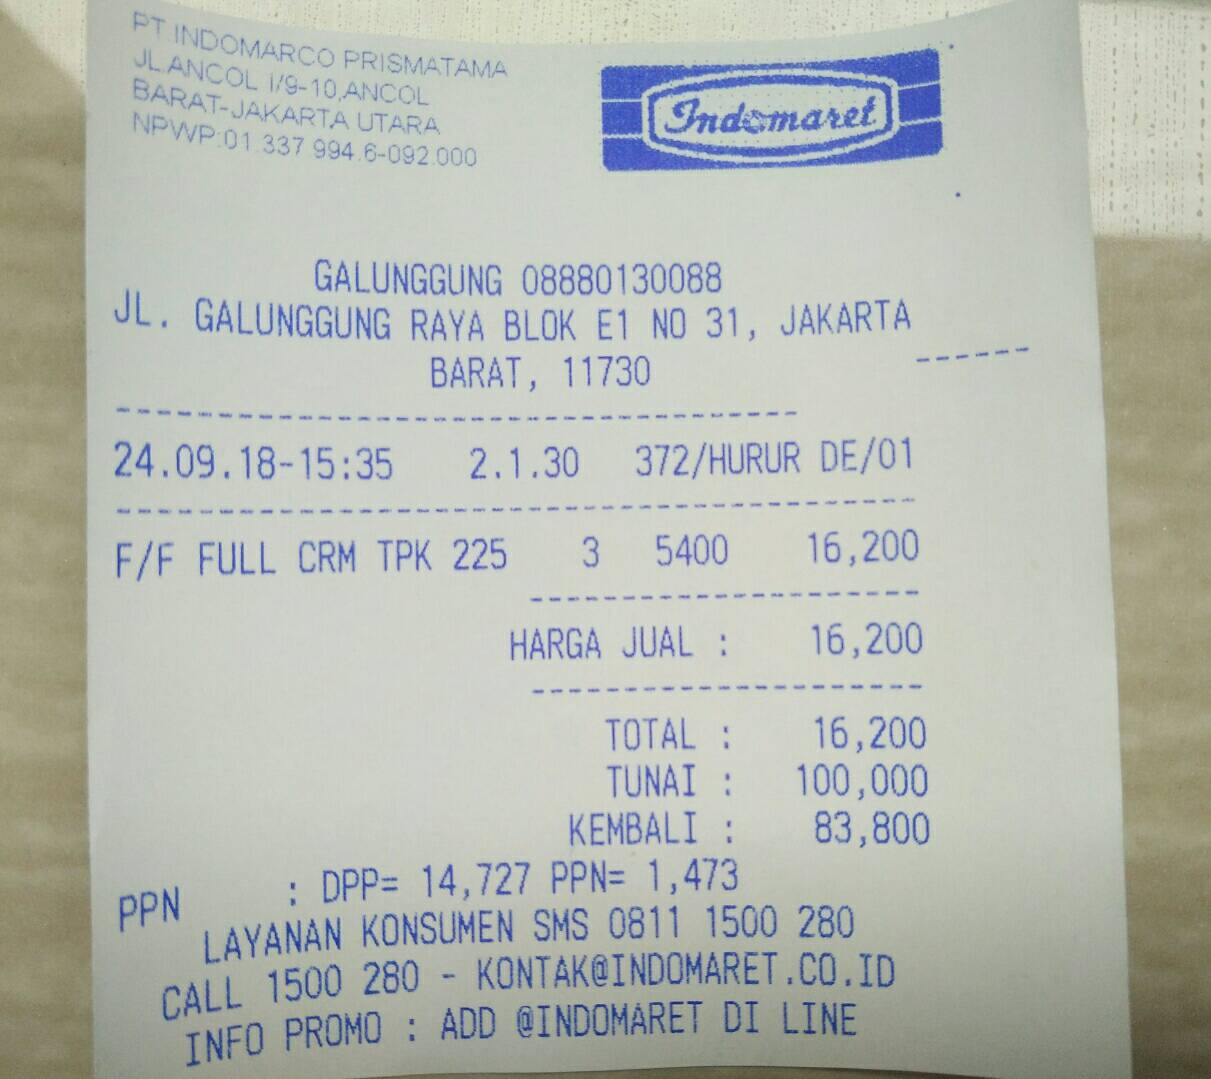 PT INDOMARCO PRISMATAMA
JL.ANCOL I/9-10,ANCOL
BARAT-JAKARTA UTARA
NPWP:01.337.994.6-092.000
Indomaret
GALUNGGUNG 08880130088
JL. GALUNGGUNG RAYA BLOK E1 NO 31, JAKARTA
BARAT, 11730
24.09.18-15:35 2.1.30 372/HURUR DE/01
F/F FULL CRM TPK 225 3 5400 16,200
HARGA JUAL : 16,200
TOTAL : 16,200
TUNAI : 100,000
KEMBALI : 83,800
PPN : DPP= 14,727 PPN= 1,473
LAYANAN KONSUMEN SMS 0811 1500 280
CALL 1500 280 - KONTAK@INDOMARET.CO.ID
INFO PROMO : ADD @INDOMARET DI LINE